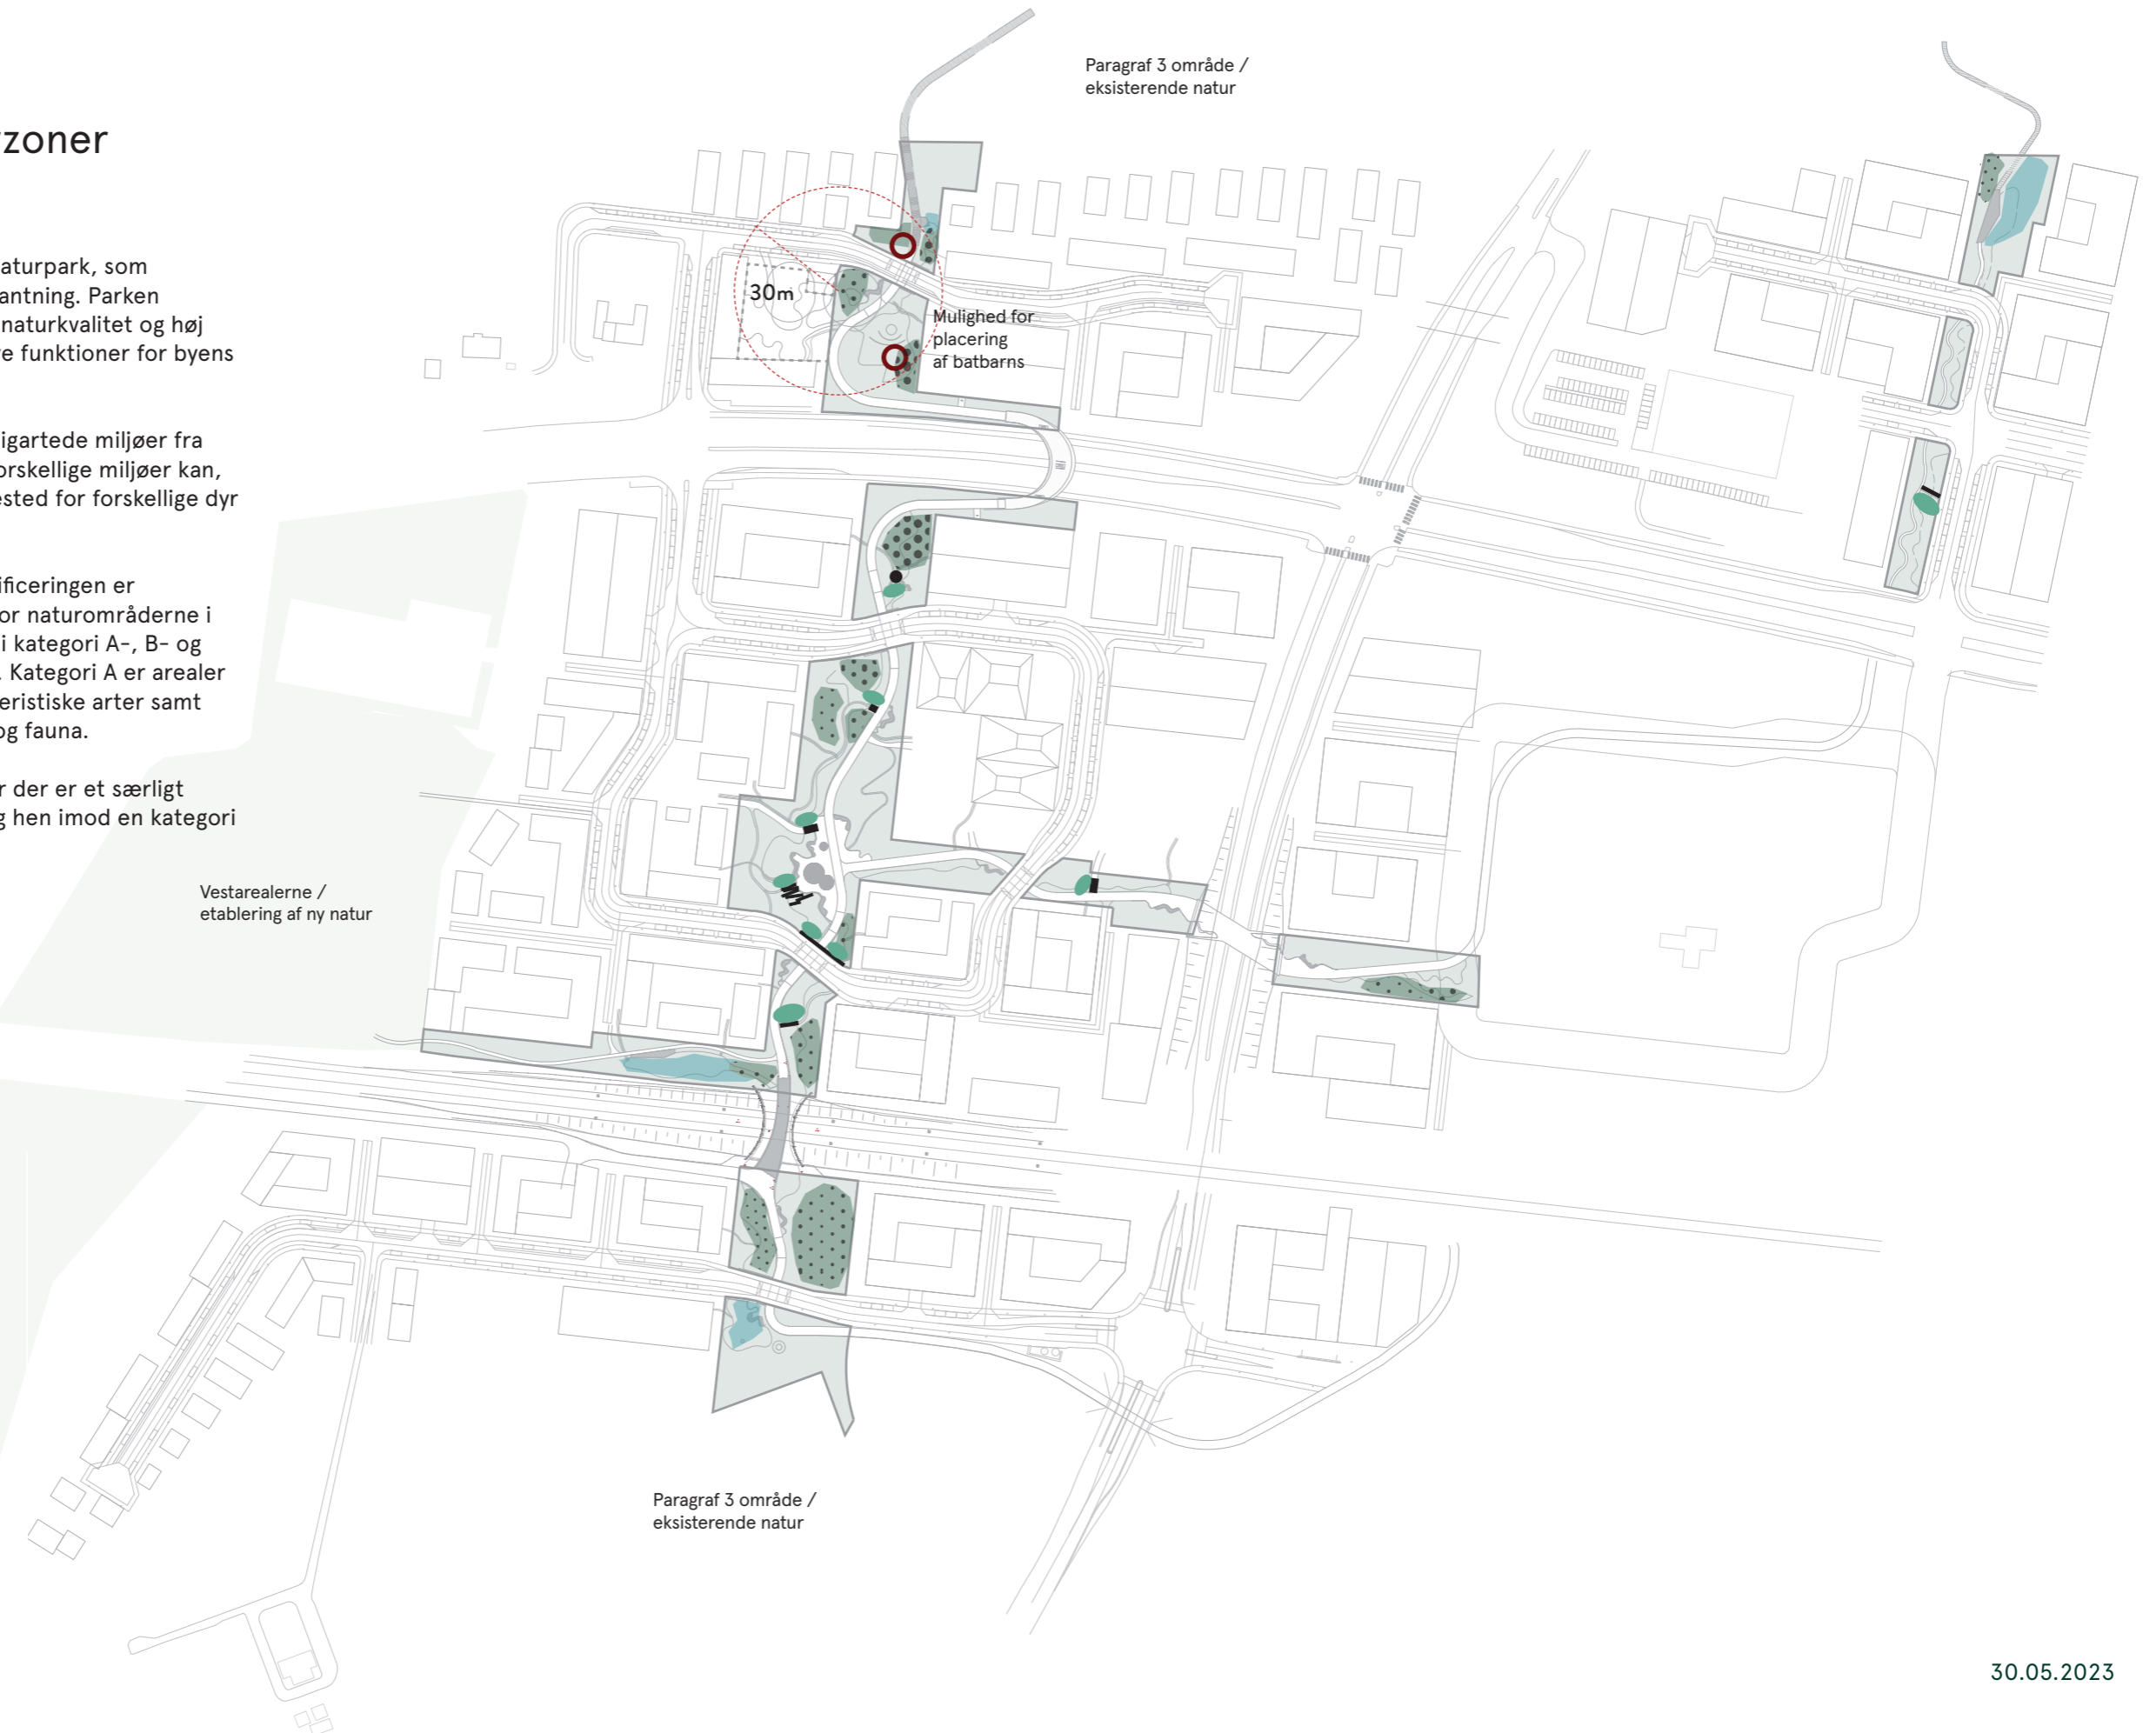 zoner
Paragraf 3 område /
eksisterende natur
aturpark, som
antning. Parken
naturkvalitet og høj
re funktioner for byens
igartede miljøer fra
orskellige miljøer kan,
ested for forskellige dyr
ificeringen er
or naturområderne i
i kategori A-, B- og
. Kategori A er arealer
eristiske arter samt
og fauna.
r der er et særligt
g hen imod en kategori
30m
Mulighed for
placering
af batbarns
Vestarealerne /
etablering af ny natur
Paragraf 3 område /
eksisterende natur
30.05.2023